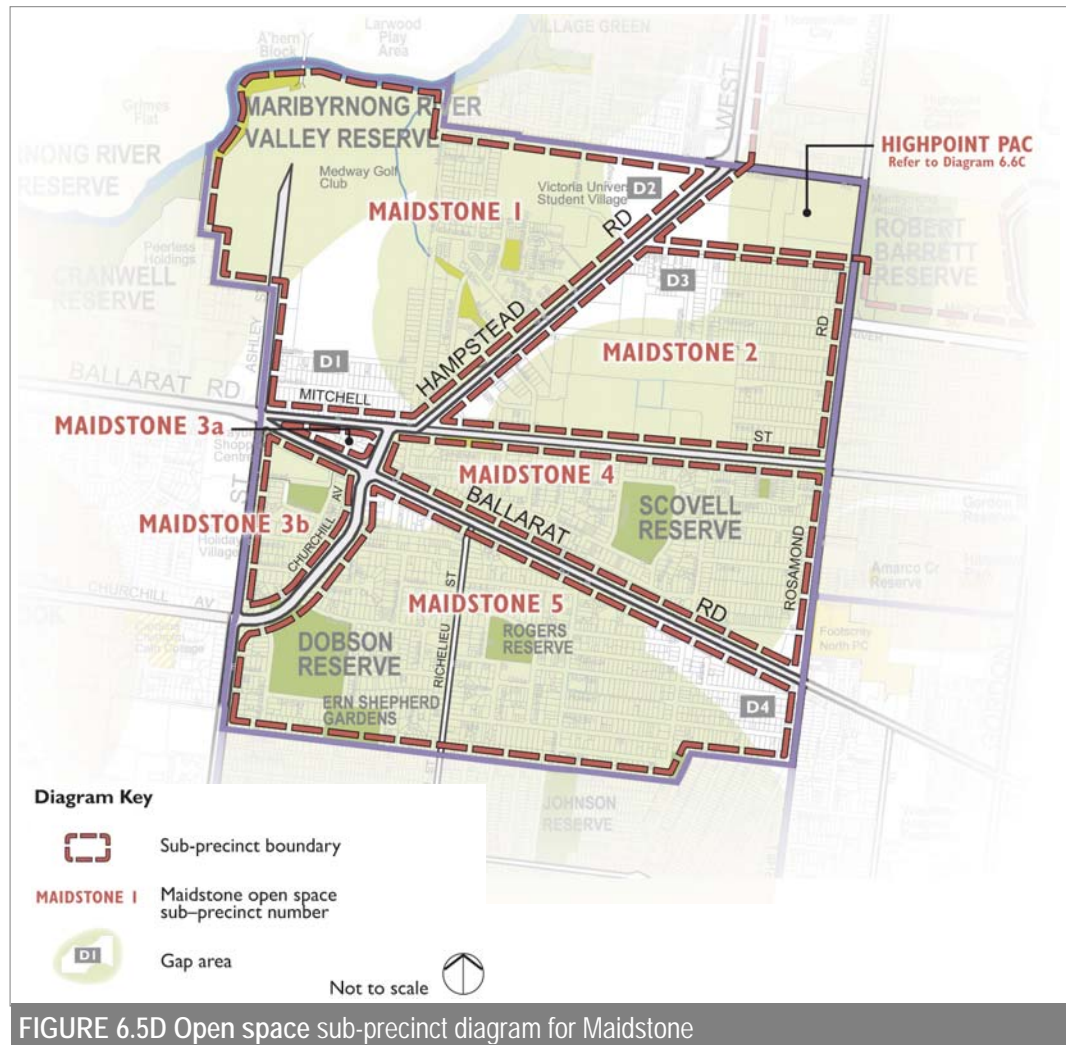 A'hern
Block
Larwood
Play
Area
VILLAGE GREEN
Grimes
Flat
MARIBYRNONG RIVER
VALLEY RESERVE
NONG RIVER
RESERVE
Medway Golf
Club
WEST
HIGHPOINT PAC
Refer to Diagram 6.6C
Victoria Univers
Student Village
D2
MAIDSTONE 1
RD
ROBERT
BARRETT
RESERVE
Peerless
Holdings
CRANWELL
RESERVE
D3
HAMPSTEAD
RD
RIVER
ASHLEY ST
MAIDSTONE 2
D1
BALLARAT RD
MITCHELL
MAIDSTONE 3a
ST
MAIDSTONE 4
BALLARAT
SCOVELL
RESERVE
ST
AV
MAIDSTONE 3b
CHURCHILL
Holiday
Village
ROSAMOND
Amarco Cr
Reserve
CHURCHILL AV
MAIDSTONE 5
RD
ST
RICHELIEU
ROGERS
RESERVE
Footscray
North PC
GORDON
DOBSON
RESERVE
ERN SHEPHERD
GARDENS
D4
ST
JOHNSON
RESERVE
Diagram Key
Sub-precinct boundary
MAIDSTONE 1
Maidstone open space
sub–precinct number
D1
Gap area
Not to scale
FIGURE 6.5D Open space sub-precinct diagram for Maidstone